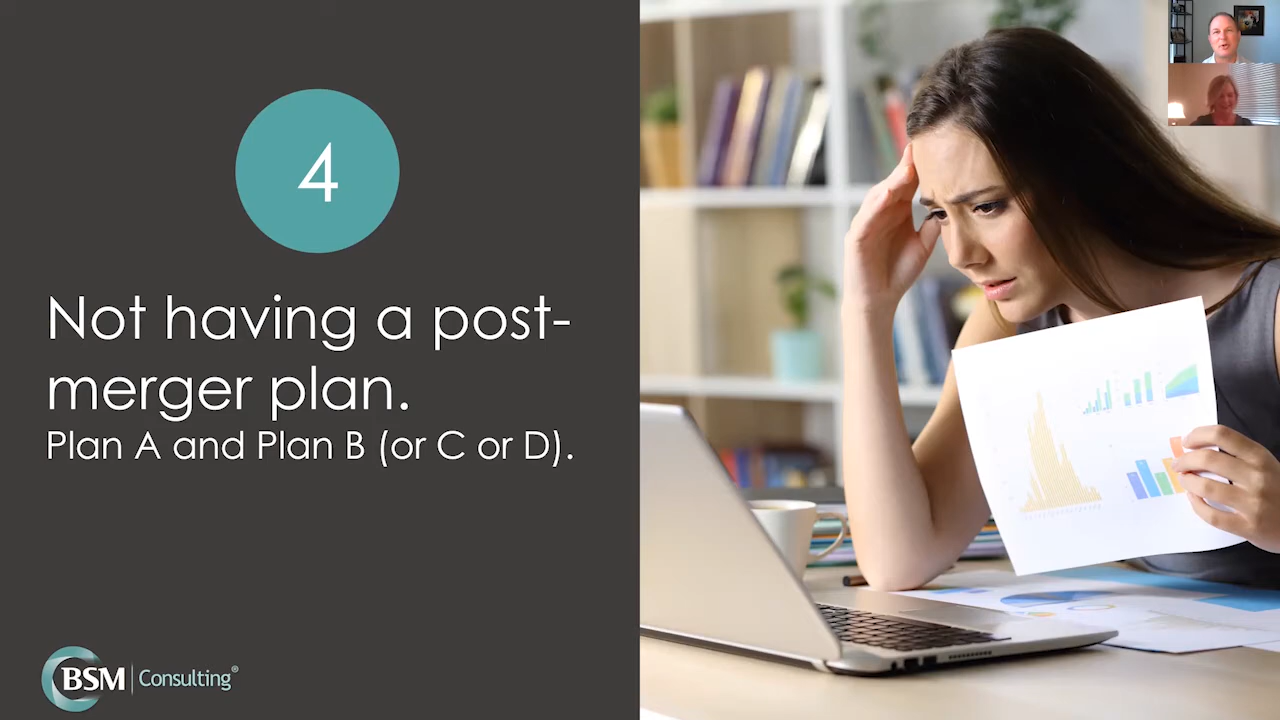 4
Not having a post-
merger plan.
Plan A and Plan B (or C or D).
BSM Consulting®